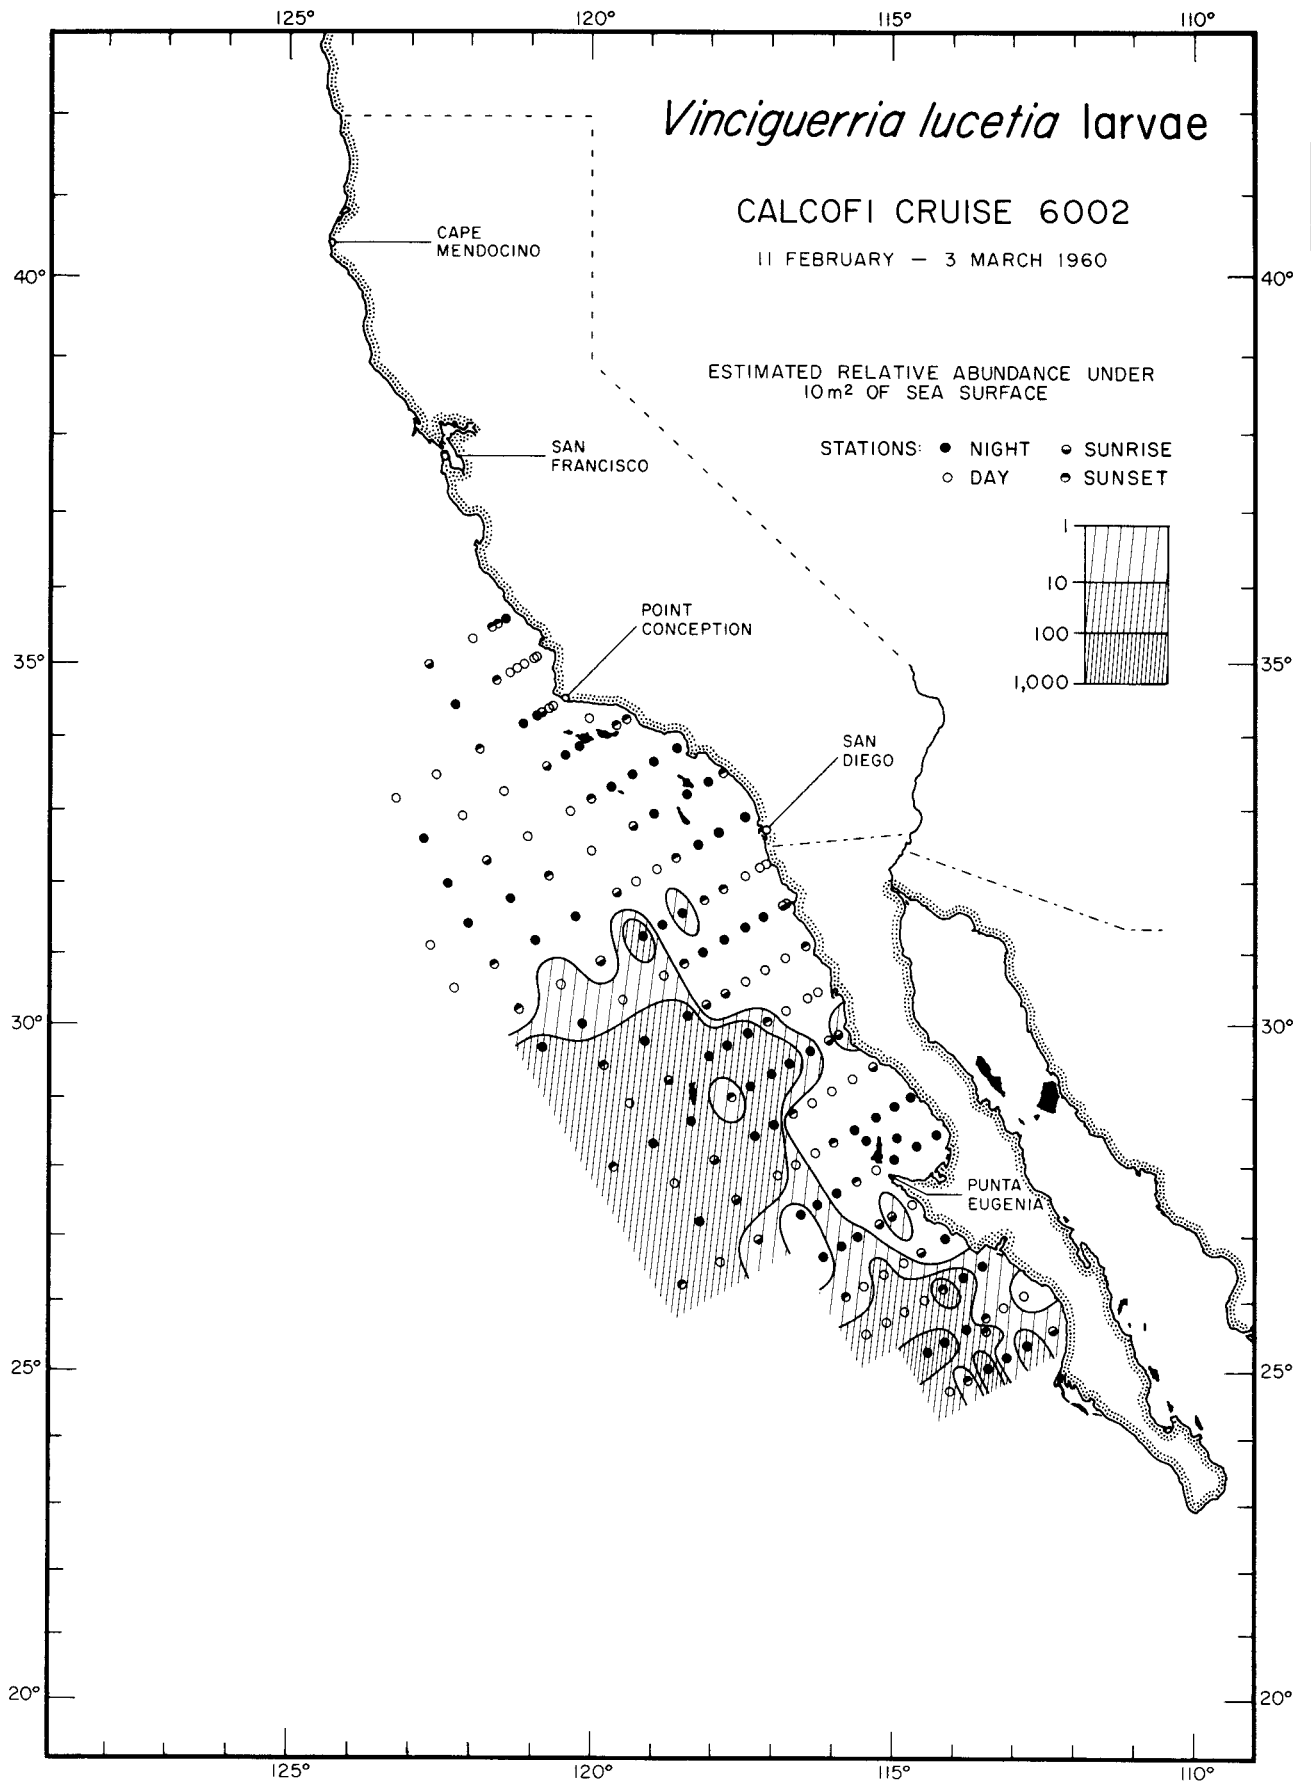 125° 120° 115° 110°
Vinciguerria lucetia larvae
CALCOFI CRUISE 6002
11 FEBRUARY — 3 MARCH 1960
CAPE
MENDOCINO
40° 40°
ESTIMATED RELATIVE ABUNDANCE UNDER
10m² OF SEA SURFACE
STATIONS: ● NIGHT SUNRISE
○ DAY SUNSET
SAN
FRANCISCO
1
10
100
1,000
POINT
CONCEPTION
35° 35°
SAN
DIEGO
30° 30°
PUNTA
EUGENIA
25° 25°
20° 20°
125° 120° 115° 110°